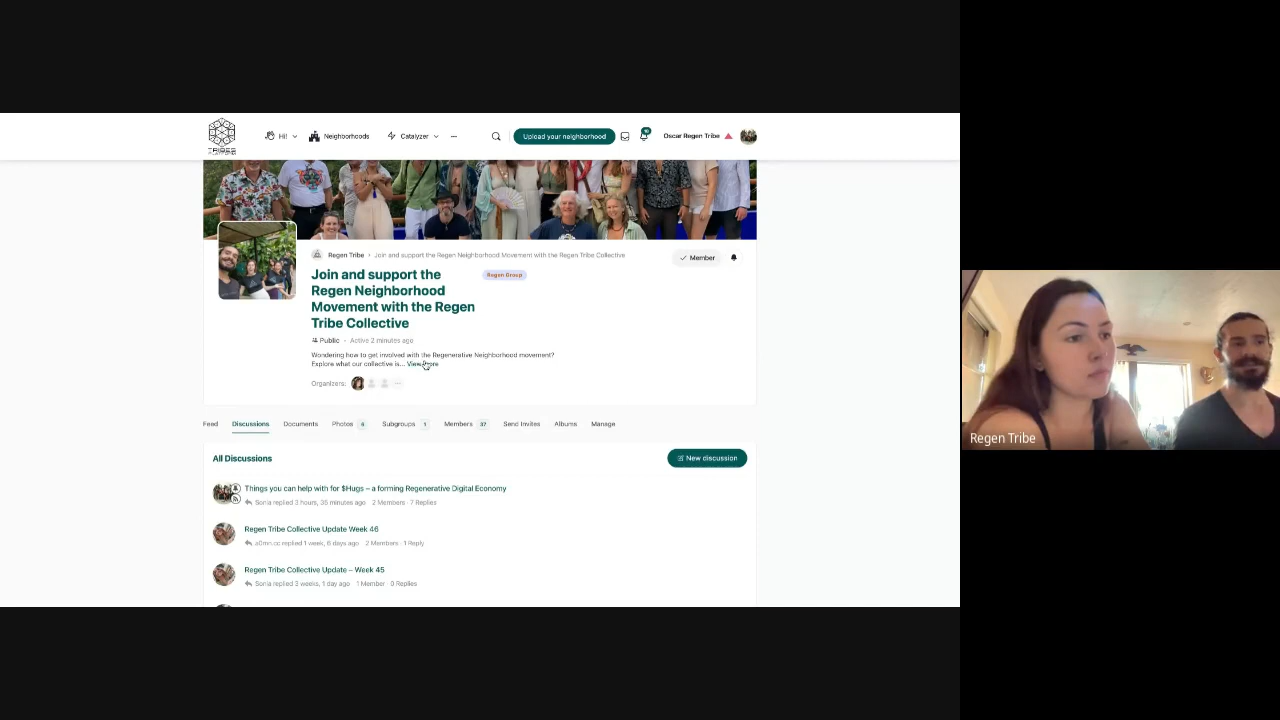 TRIBES
PLATFORM
Hi!
Neighborhoods
Catalyzer
Upload your neighborhood
Oscar Regen Tribe
Regen Tribe › Join and support the Regen Neighborhood Movement with the Regen Tribe Collective
Member
Join and support the
Regen Neighborhood
Movement with the Regen
Tribe Collective
Regen Group
Public • Active 2 minutes ago
Wondering how to get involved with the Regenerative Neighborhood movement?
Explore what our collective is... View more
Organizers:
Feed Discussions Documents Photos 6 Subgroups 1 Members 37 Send Invites Albums Manage
All Discussions
New discussion
Things you can help with for $Hugs – a forming Regenerative Digital Economy
Sonia replied 3 hours, 35 minutes ago 2 Members · 7 Replies
Regen Tribe Collective Update Week 46
a0mn.cc replied 1 week, 6 days ago 2 Members · 1 Reply
Regen Tribe Collective Update – Week 45
Sonia replied 3 weeks, 1 day ago 1 Member · 0 Replies
Regen Tribe